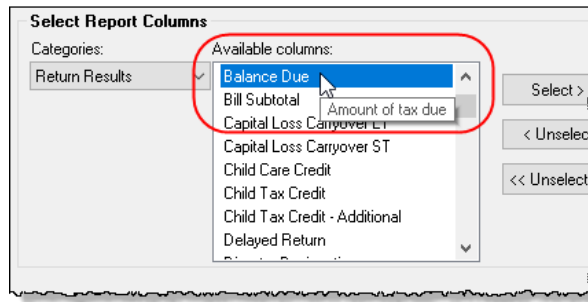 Select Report Columns
Categories:
Available columns:
Return Results
Balance Due
Bill Subtotal
Amount of tax due
Capital Loss Carryover LT
Capital Loss Carryover ST
Child Care Credit
Child Tax Credit
Child Tax Credit - Additional
Delayed Return
Select >
< Unselec
<< Unselect